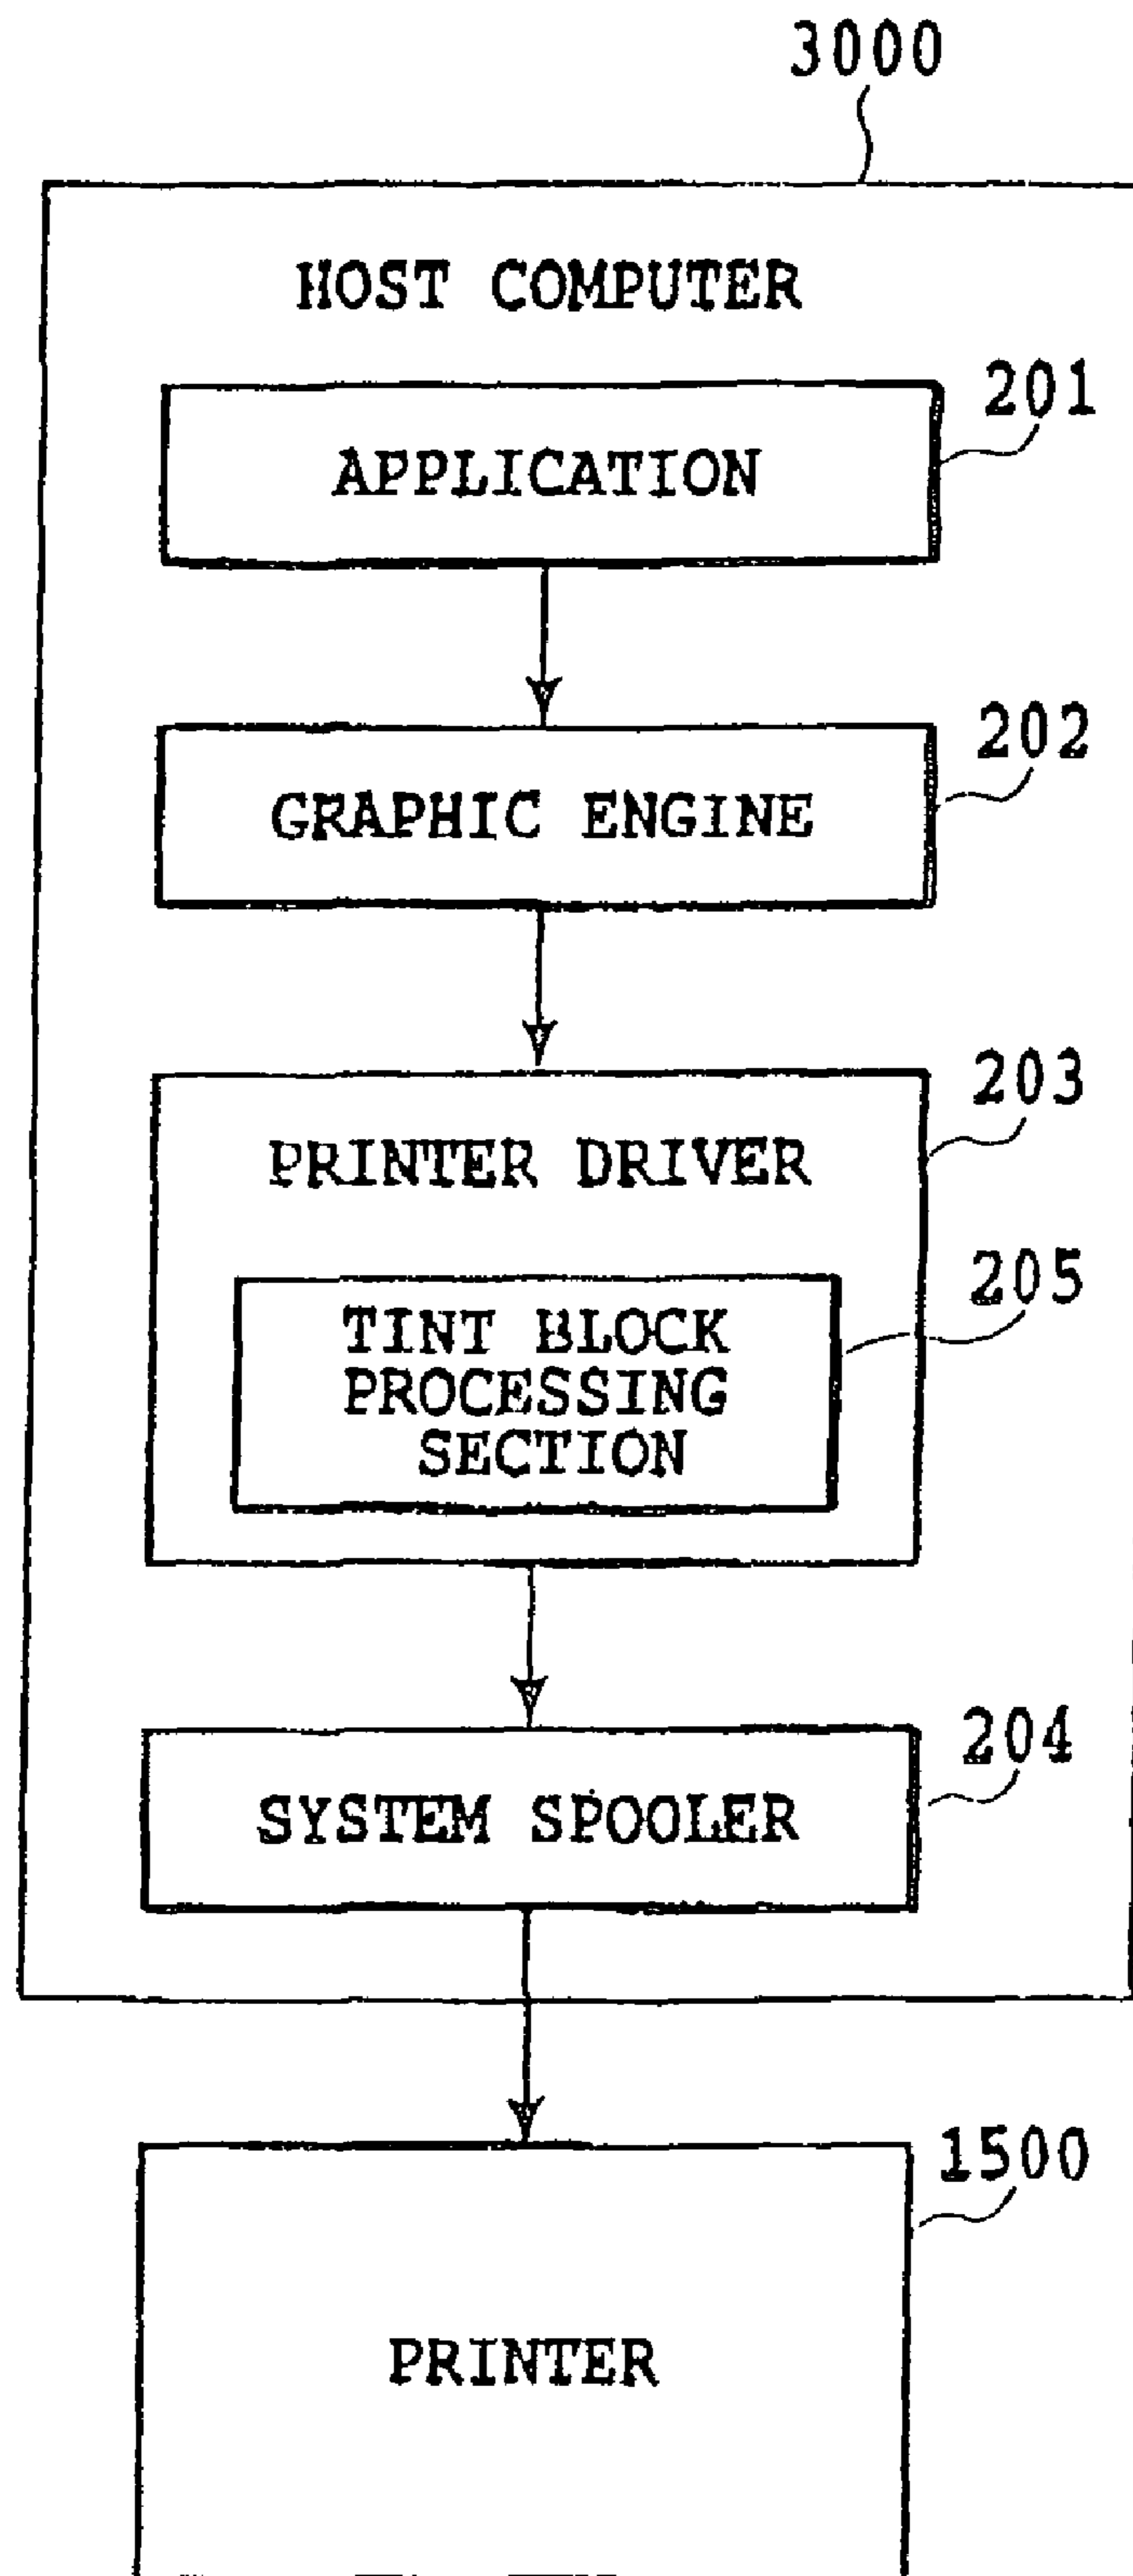 3000
HOST COMPUTER
201
APPLICATION
202
GRAPHIC ENGINE
203
PRINTER DRIVER
205
TINT BLOCK
PROCESSING
SECTION
204
SYSTEM SPOOLER
1500
PRINTER